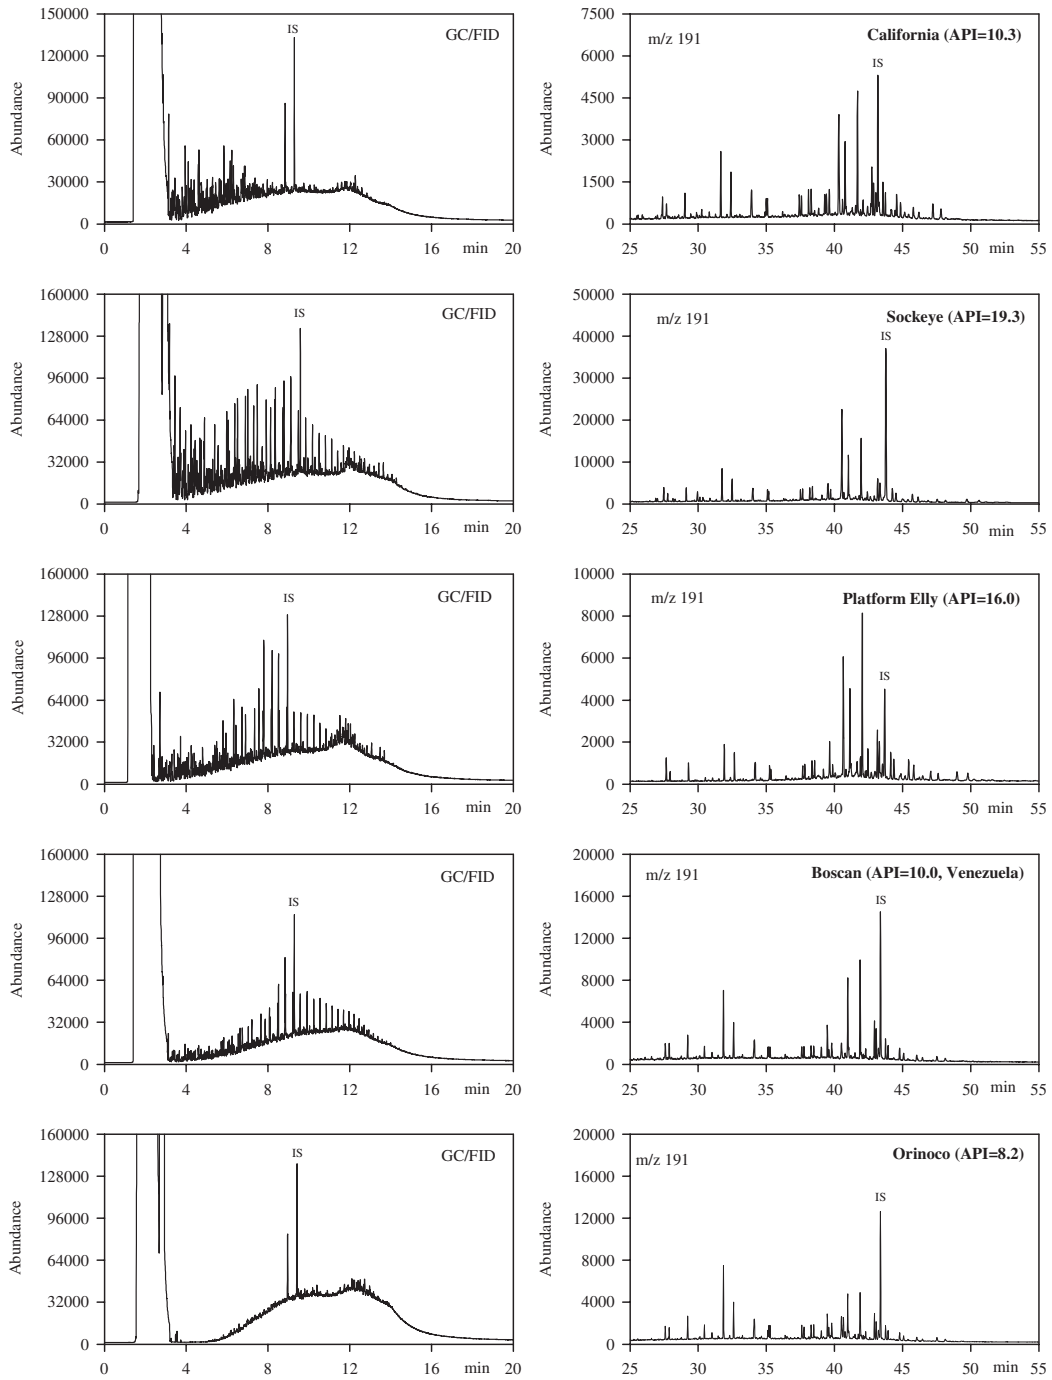 150000
120000
90000
60000
30000
0
Abundance
IS
GC/FID
0 4 8 12 min 16 20
7500
6000
4500
3000
1500
0
Abundance
m/z 191
California (API=10.3)
IS
25 30 35 40 45 50 min 55
160000
128000
96000
64000
32000
0
Abundance
IS
GC/FID
0 4 8 12 16 min 20
50000
40000
30000
20000
10000
0
Abundance
m/z 191
Sockeye (API=19.3)
IS
25 30 35 40 45 50 min 55
160000
128000
96000
64000
32000
0
Abundance
IS
GC/FID
0 4 8 12 16 min 20
10000
8000
6000
4000
2000
0
Abundance
m/z 191
Platform Elly (API=16.0)
IS
25 30 35 40 45 50 min 55
160000
128000
96000
64000
32000
0
Abundance
IS
GC/FID
0 4 8 12 16 min 20
20000
16000
12000
8000
4000
0
Abundance
m/z 191
Boscan (API=10.0, Venezuela)
IS
25 30 35 40 45 50 min 55
160000
128000
96000
64000
32000
0
Abundance
IS
GC/FID
0 4 8 12 16 min 20
20000
16000
12000
8000
4000
0
Abundance
m/z 191
Orinoco (API=8.2)
IS
25 30 35 40 45 50 min 55